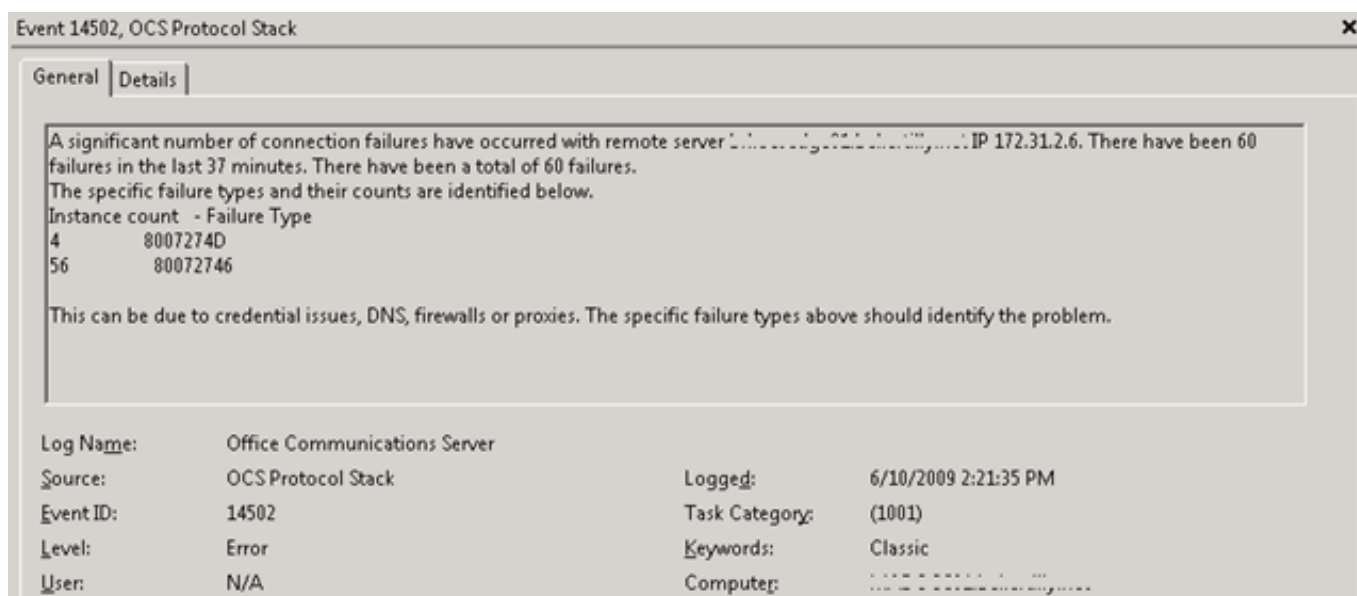 Event 14502, OCS Protocol Stack
General
Details
A significant number of connection failures have occurred with remote server IP 172.31.2.6. There have been 60
failures in the last 37 minutes. There have been a total of 60 failures.
The specific failure types and their counts are identified below.
Instance count - Failure Type
4 8007274D
56 80072746
This can be due to credential issues, DNS, firewalls or proxies. The specific failure types above should identify the problem.
Log Name: Office Communications Server
Source: OCS Protocol Stack Logged: 6/10/2009 2:21:35 PM
Event ID: 14502 Task Category: (1001)
Level: Error Keywords: Classic
User: N/A Computer: